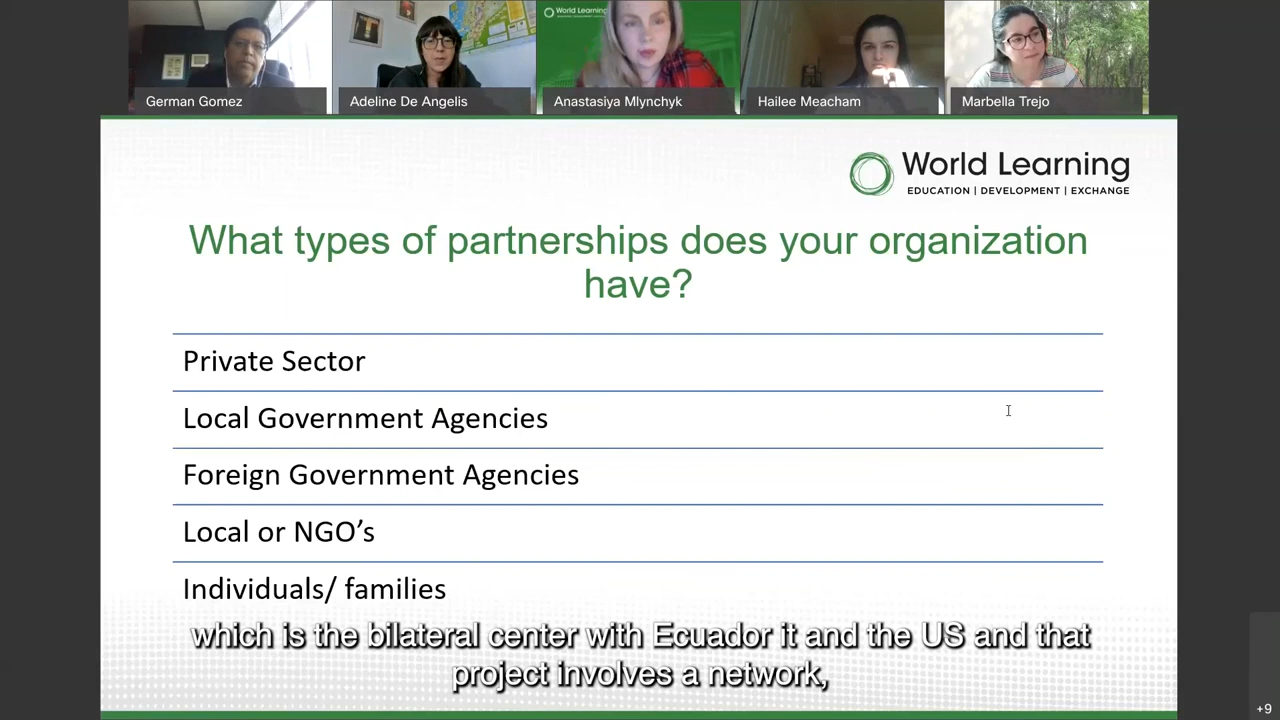 World Learning
German Gomez
Adeline De Angelis
Anastasiya Mlynchyk
Hailee Meacham
Marbella Trejo
World Learning
EDUCATION | DEVELOPMENT | EXCHANGE
What types of partnerships does your organization
have?
Private Sector
Local Government Agencies
Foreign Government Agencies
Local or NGO's
Individuals/ families
which is the bilateral center with Ecuador it and the US and that
project involves a network,
+9